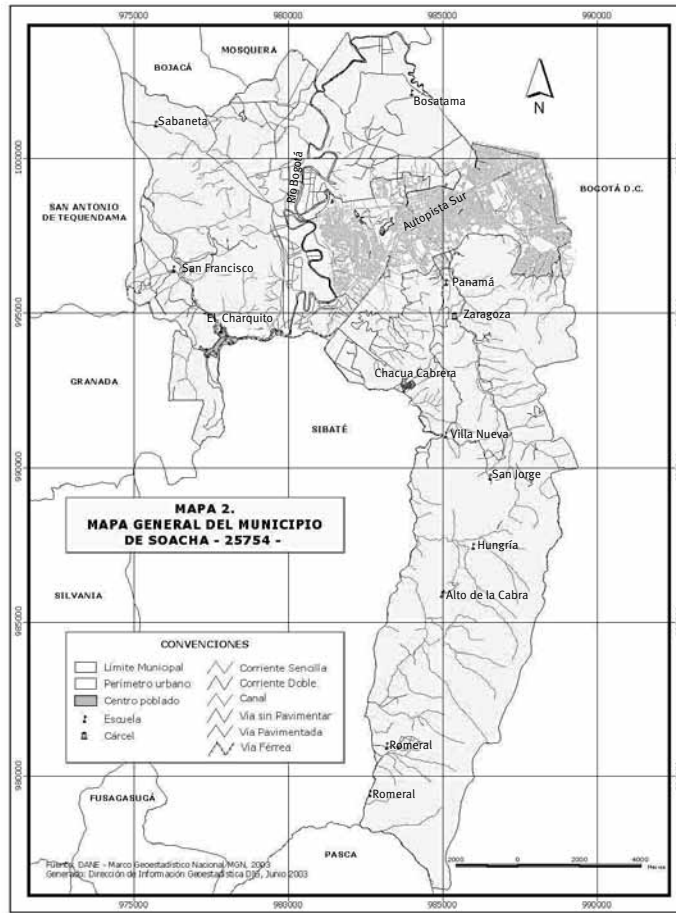 975000 980000 985000 990000
MOSQUERA
BOJACÁ
Bosatama
N
Sabaneta
1000000
Río Bogotá
BOGOTÁ D.C.
SAN ANTONIO
DE TEQUENDAMA
Autopista Sur
San Francisco
Panamá
995000
El Charquito
Zaragoza
GRANADA
Chacua Cabrera
SIBATÉ
Villa Nueva
990000
San Jorge
MAPA 2.
MAPA GENERAL DEL MUNICIPIO
DE SOACHA - 25754 -
Hungría
SILVANIA
985000
Alto de la Cabra
CONVENCIONES
Límite Municipal
Perímetro urbano
Centro poblado
Escuela
Cárcel
Corriente Sencilla
Corriente Doble
Canal
Vía sin Pavimentar
Vía Pavimentada
Vía Férrea
Romeral
980000
Romeral
FUSAGASUGÁ
PASCA
2000 0 2000 4000
Fuente: DANE - Marco Geoestadístico Nacional MGN, 2003
Generado: Dirección de Información Geoestadística DIG, Junio 2003
975000 980000 985000 990000